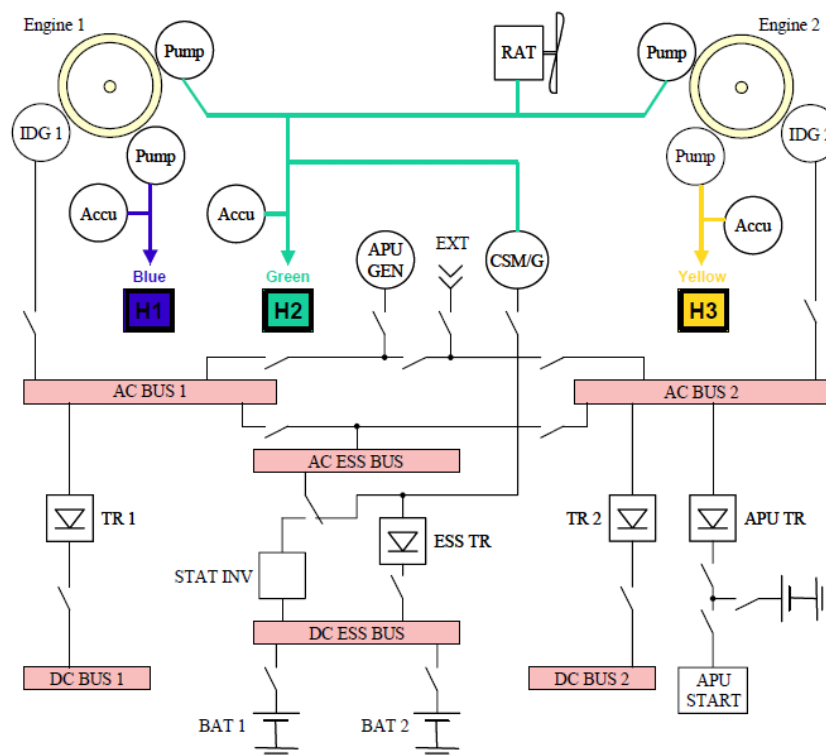 Engine 1
Engine 2
Pump
RAT
Pump
IDG 1
Pump
Pump
IDG 2
Accu
Accu
Accu
APU
GEN
EXT
CSM/G
Blue
Green
Yellow
H1
H2
H3
AC BUS 1
AC BUS 2
AC ESS BUS
TR 1
ESS TR
TR 2
APU TR
STAT INV
DC ESS BUS
DC BUS 1
DC BUS 2
APU
START
BAT 1
BAT 2